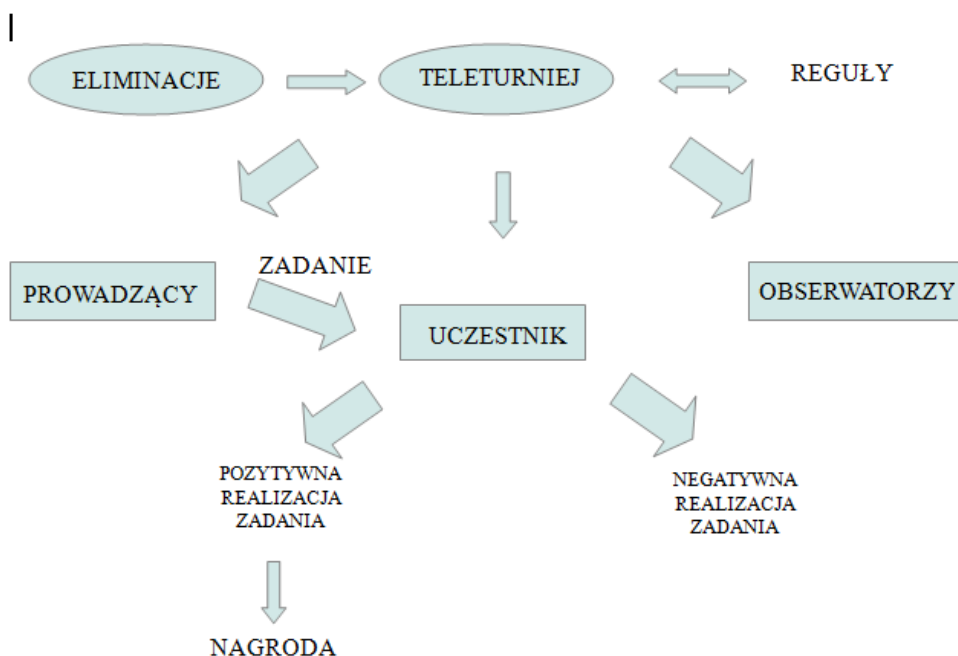 ELIMINACJE
TELETURNIEJ
REGUŁY
ZADANIE
PROWADZĄCY
OBSERWATORZY
UCZESTNIK
POZYTYWNA
REALIZACJA
ZADANIA
NEGATYWNA
REALIZACJA
ZADANIA
NAGRODA